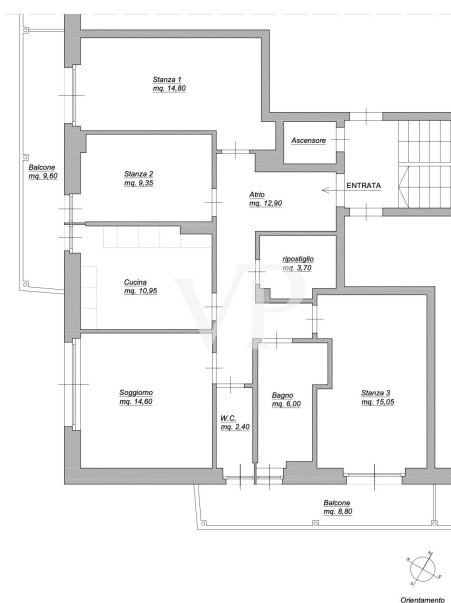 Stanza 1
mq. 14,80
Ascensore
Balcone
mq. 9,60
Stanza 2
mq. 9,35
ENTRATA
Atrio
mq. 12,90
ripostiglio
mq. 3,70
Cucina
mq. 10,95
VP
Soggiorno
mq. 14,60
Bagno
mq. 6,00
Stanza 3
mq. 15,05
W.C.
mq. 2,40
Balcone
mq. 8,80
Orientamento